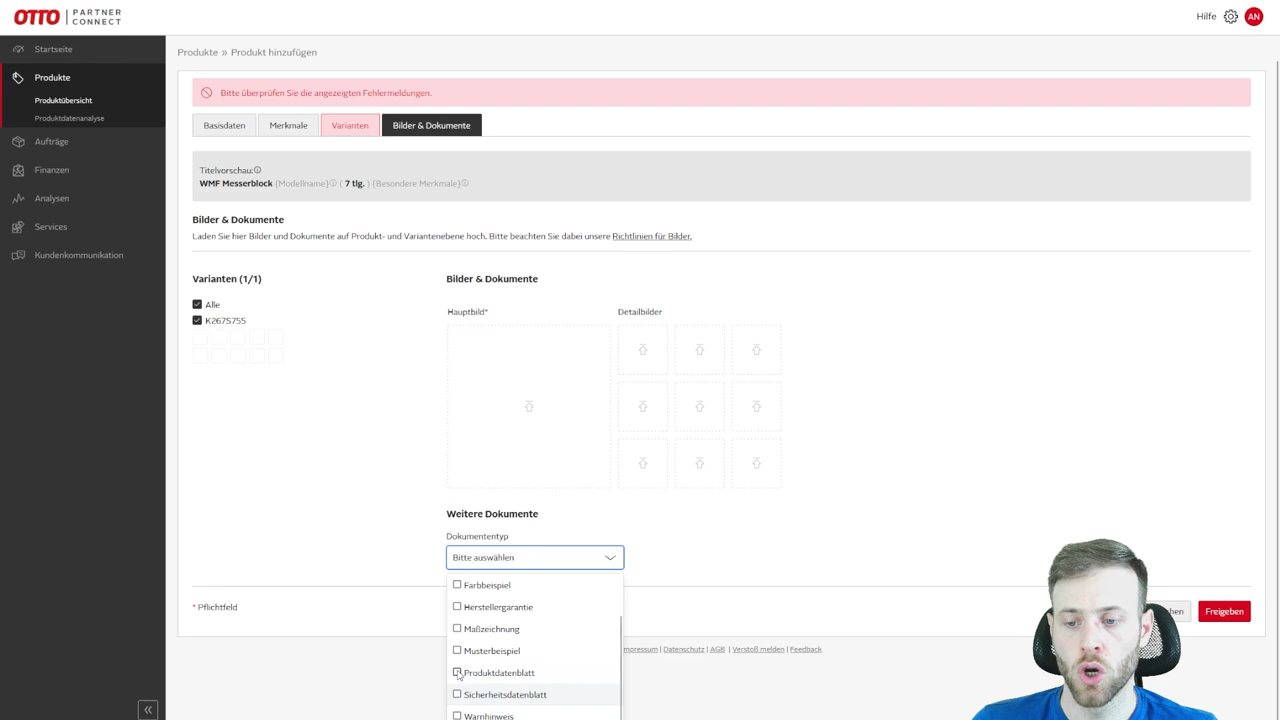 OTTO | PARTNER CONNECT
Hilfe
AN
Startseite
Produkte
Produktübersicht
Produktdatenanalyse
Aufträge
Finanzen
Analysen
Services
Kundenkommunikation
Produkte » Produkt hinzufügen
Bitte überprüfen Sie die angezeigten Fehlermeldungen.
Basisdaten
Merkmale
Varianten
Bilder & Dokumente
Titelvorschau:
WMF Messerblock {Modellname} ( 7 tlg. ) {Besondere Merkmale}
Bilder & Dokumente
Laden Sie hier Bilder und Dokumente auf Produkt- und Variantenebene hoch. Bitte beachten Sie dabei unsere Richtlinien für Bilder.
Varianten (1/1)
Alle
K267S755
Bilder & Dokumente
Hauptbild*
Detailbilder
Weitere Dokumente
Dokumententyp
Bitte auswählen
Farbbeispiel
Herstellergarantie
Maßzeichnung
Musterbeispiel
Produktdatenblatt
Sicherheitsdatenblatt
Warnhinweis
* Pflichtfeld
Freigeben
mpressum | Datenschutz | AGB | Verstoß melden | Feedback